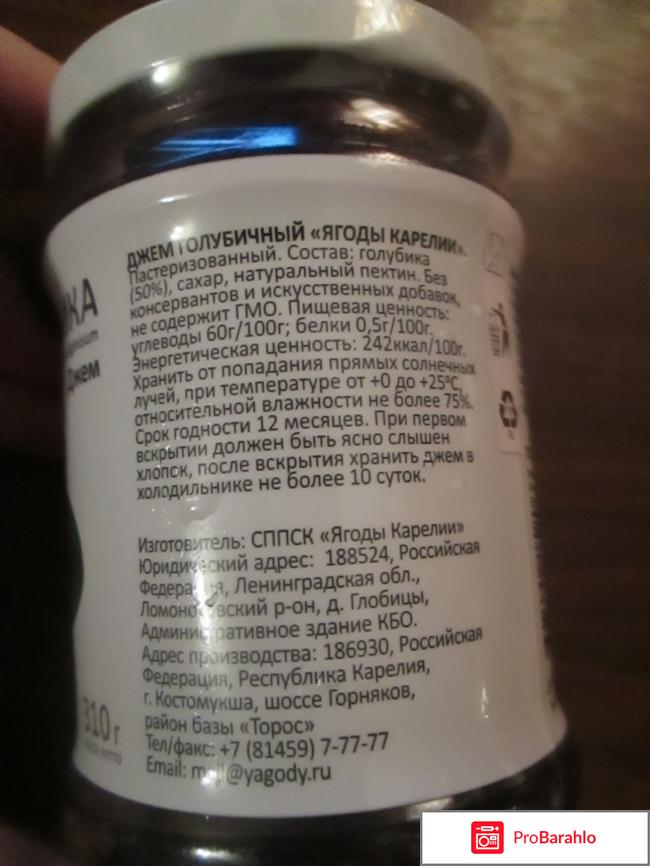 ДЖЕМ ГОЛУБИЧНЫЙ «ЯГОДЫ КАРЕЛИИ».
Пастеризованный. Состав: голубика
(50%), сахар, натуральный пектин. Без
консервантов и искусственных добавок,
не содержит ГМО. Пищевая ценность:
углеводы 60г/100г; белки 0,5г/100г.
Энергетическая ценность: 242ккал/100г.
Хранить от попадания прямых солнечных
лучей, при температуре от +0 до +25°С,
относительной влажности не более 75%.
Срок годности 12 месяцев. При первом
вскрытии должен быть ясно слышен
хлопок, после вскрытия хранить джем в
холодильнике не более 10 суток.
Изготовитель: СППСК «Ягоды Карелии»
Юридический адрес: 188524, Российская
Федерация, Ленинградская обл.,
Ломоносовский р-он, д. Глобицы,
Административное здание КБО.
Адрес производства: 186930, Российская
Федерация, Республика Карелия,
г. Костомукша, шоссе Горняков,
район базы «Торос»
Тел/факс: +7 (81459) 7-77-77
Email: mail@yagody.ru
ИКА
Джем
310 г
нетто
ProBarahlo